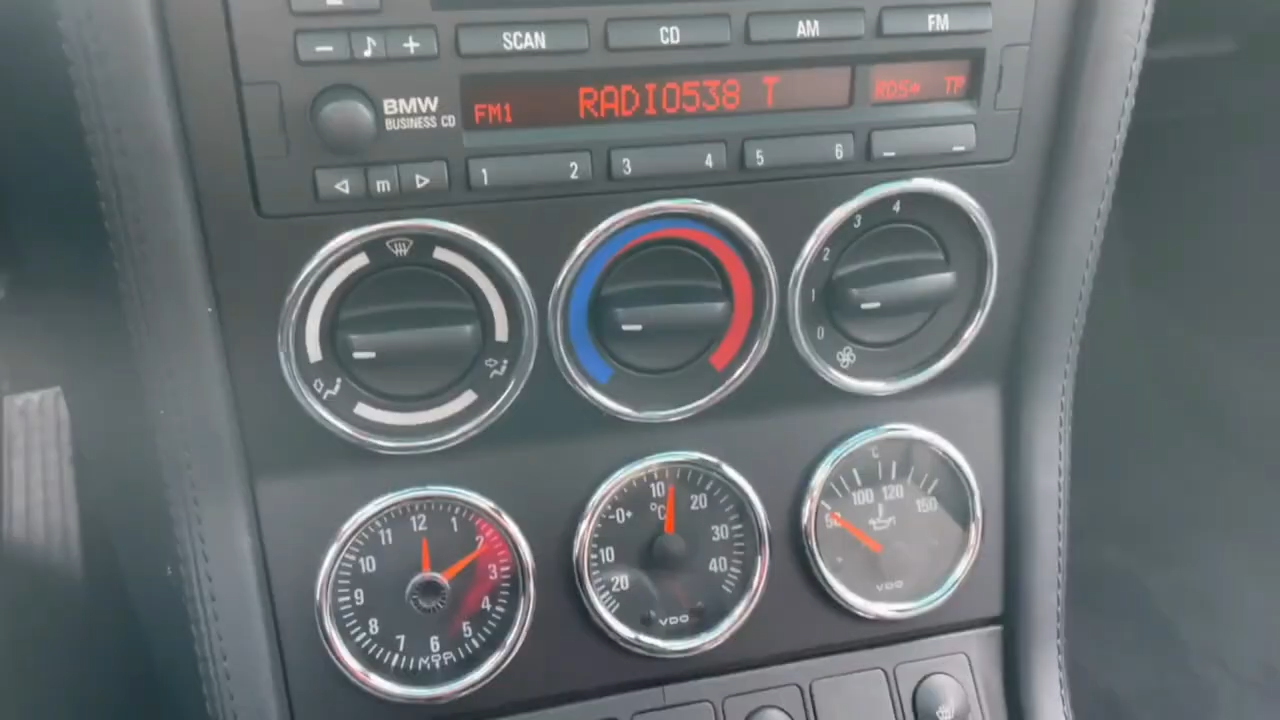 SCAN CD AM FM
− +
BMW
BUSINESS CD
FM1 RADIO538 T RDS* TP
m
1 2 3 4 5 6
0 1 2 3 4
12 1 2 3 4 5 6 7 8 9 10 11
20 10 -0+ 10 20 30 40
°C
VDO
°C
50 100 120 150
VDO